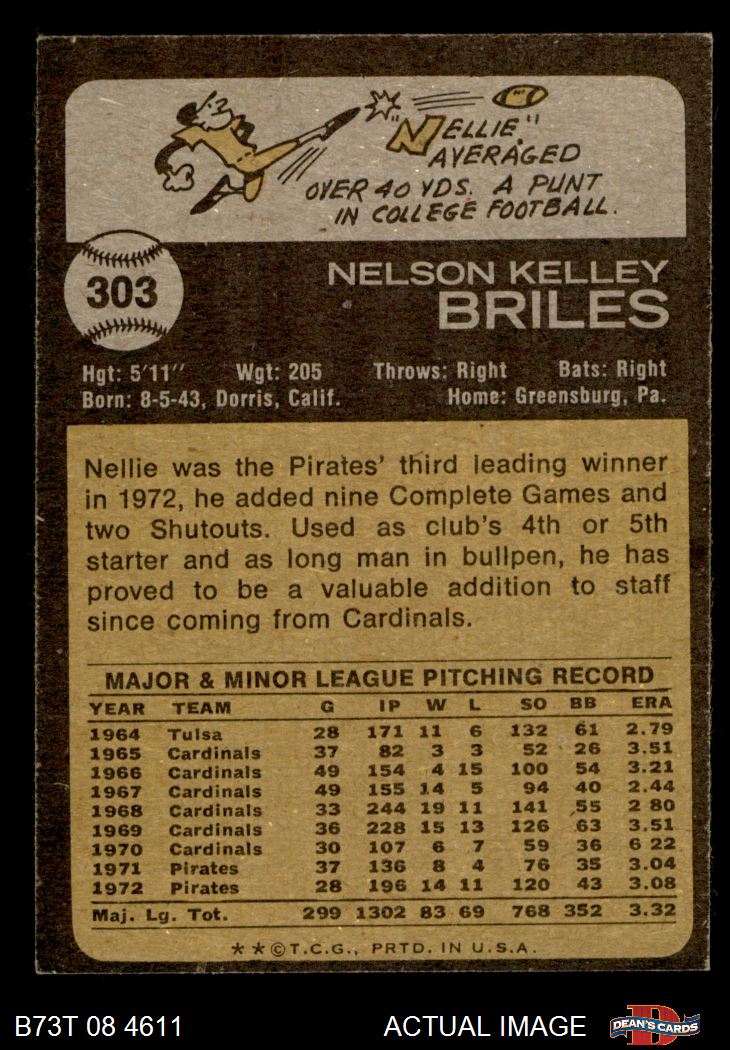 "NELLIE"
AVERAGED
OVER 40 YDS. A PUNT
IN COLLEGE FOOTBALL.
303
NELSON KELLEY
BRILES
Hgt: 5'11" Wgt: 205 Throws: Right Bats: Right
Born: 8-5-43, Dorris, Calif. Home: Greensburg, Pa.
Nellie was the Pirates' third leading winner
in 1972, he added nine Complete Games and
two Shutouts. Used as club's 4th or 5th
starter and as long man in bullpen, he has
proved to be a valuable addition to staff
since coming from Cardinals.
MAJOR & MINOR LEAGUE PITCHING RECORD
YEAR TEAM G IP W L SO BB ERA
1964 Tulsa 28 171 11 6 132 61 2.79
1965 Cardinals 37 82 3 3 52 26 3.51
1966 Cardinals 49 154 4 15 100 54 3.21
1967 Cardinals 49 155 14 5 94 40 2.44
1968 Cardinals 33 244 19 11 141 55 2 80
1969 Cardinals 36 228 15 13 126 63 3.51
1970 Cardinals 30 107 6 7 59 36 6 22
1971 Pirates 37 136 8 4 76 35 3.04
1972 Pirates 28 196 14 11 120 43 3.08
Maj. Lg. Tot. 299 1302 83 69 768 352 3.32
★★©T.C.G., PRTD. IN U.S.A.
B73T 08 4611 ACTUAL IMAGE DEAN'S CARDS